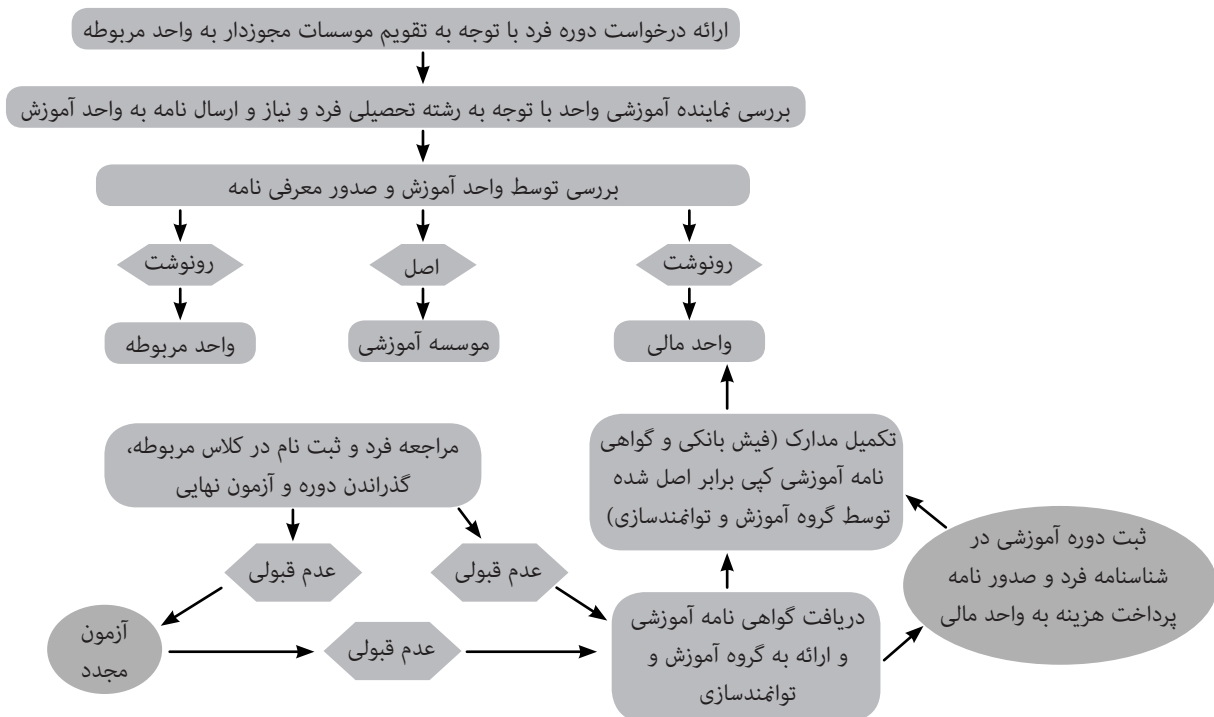 ارائه درخواست دوره فرد با توجه به تقویم موسسات مجوزدار به واحد مربوطه
بررسی نماینده آموزشی واحد با توجه به رشته تحصیلی فرد و نیاز و ارسال نامه به واحد آموزش
بررسی توسط واحد آموزش و صدور معرفی نامه
رونوشت
اصل
رونوشت
واحد مالی
موسسه آموزشی
واحد مربوطه
مراجعه فرد و ثبت نام در کلاس مربوطه،
گذراندن دوره و آزمون نهایی
تکمیل مدارک (فیش بانکی و گواهی
نامه آموزشی کپی برابر اصل شده
توسط گروه آموزش و توانمندسازی)
ثبت دوره آموزشی در
شناسنامه فرد و صدور نامه
پرداخت هزینه به واحد مالی
عدم قبولی
عدم قبولی
دریافت گواهی نامه آموزشی
و ارائه به گروه آموزش و
توانمندسازی
عدم قبولی
آزمون
مجدد